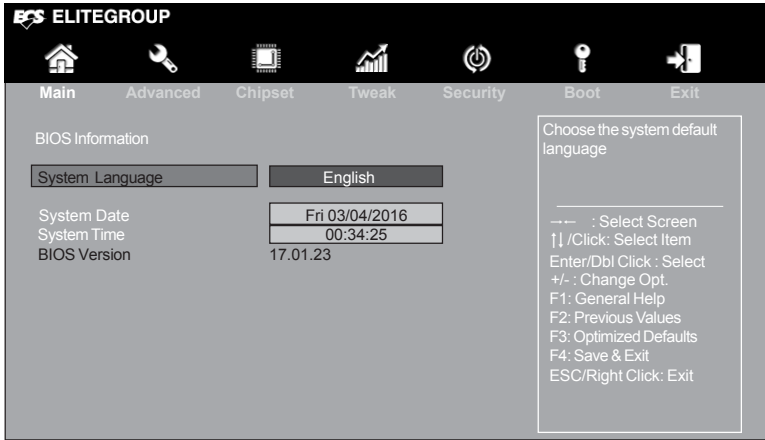 ECS ELITEGROUP
Main Advanced Chipset Tweak Security Boot Exit
BIOS Information
System Language English
System Date Fri 03/04/2016
System Time 00:34:25
BIOS Version 17.01.23
Choose the system default
language
→← : Select Screen
↑↓ /Click: Select Item
Enter/Dbl Click : Select
+/- : Change Opt.
F1: General Help
F2: Previous Values
F3: Optimized Defaults
F4: Save & Exit
ESC/Right Click: Exit